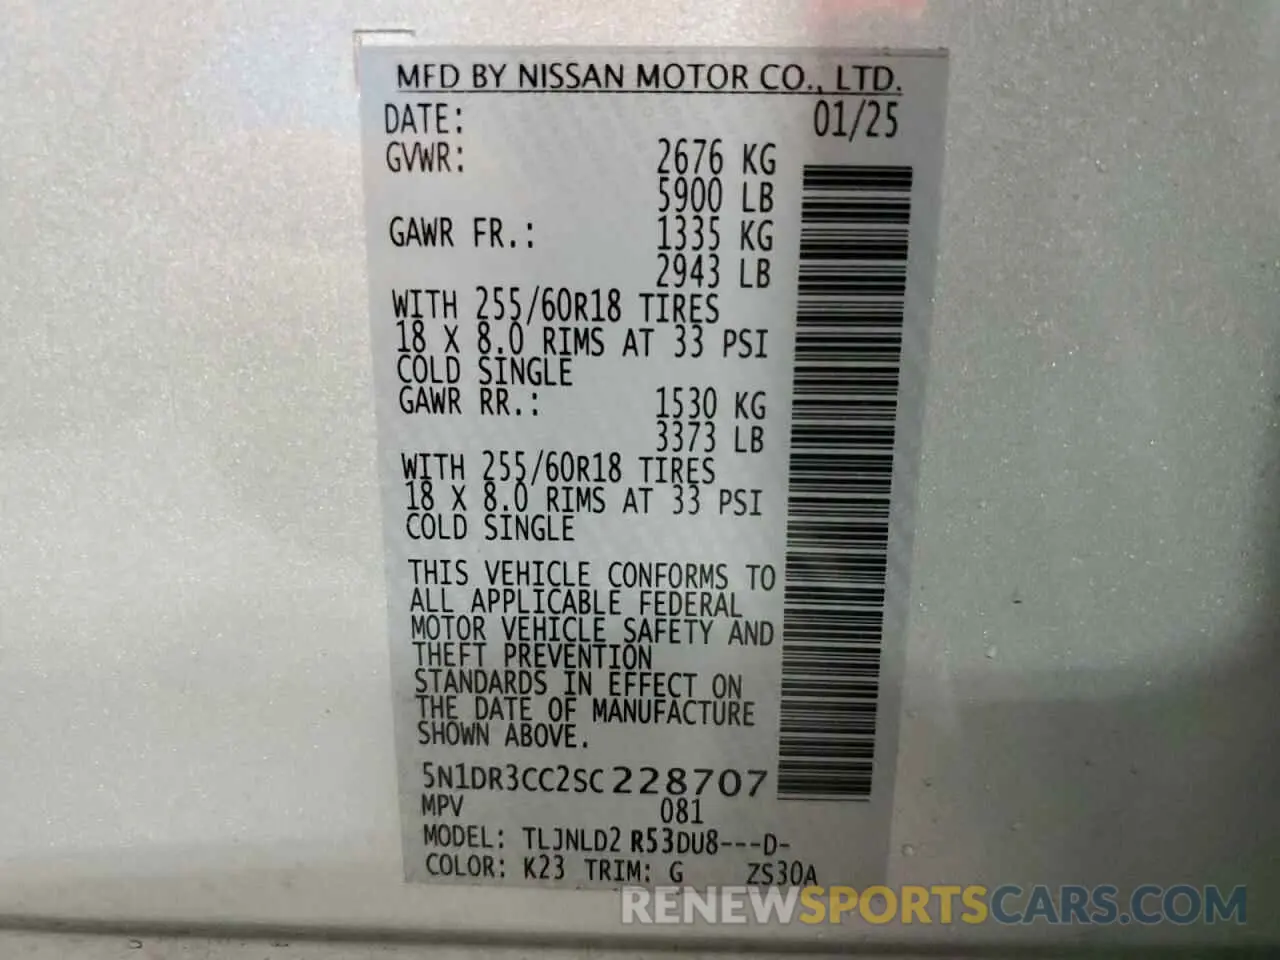 MFD BY NISSAN MOTOR CO., LTD.
DATE: 01/25
GVWR: 2676 KG
5900 LB
GAWR FR.: 1335 KG
2943 LB
WITH 255/60R18 TIRES
18 X 8.0 RIMS AT 33 PSI
COLD SINGLE
GAWR RR.: 1530 KG
3373 LB
WITH 255/60R18 TIRES
18 X 8.0 RIMS AT 33 PSI
COLD SINGLE
THIS VEHICLE CONFORMS TO
ALL APPLICABLE FEDERAL
MOTOR VEHICLE SAFETY AND
THEFT PREVENTION
STANDARDS IN EFFECT ON
THE DATE OF MANUFACTURE
SHOWN ABOVE.
5N1DR3CC2SC228707
MPV 081
MODEL: TLJNLD2 R53DU8---D-
COLOR: K23 TRIM: G ZS30A
RENEWSPORTSCARS.COM